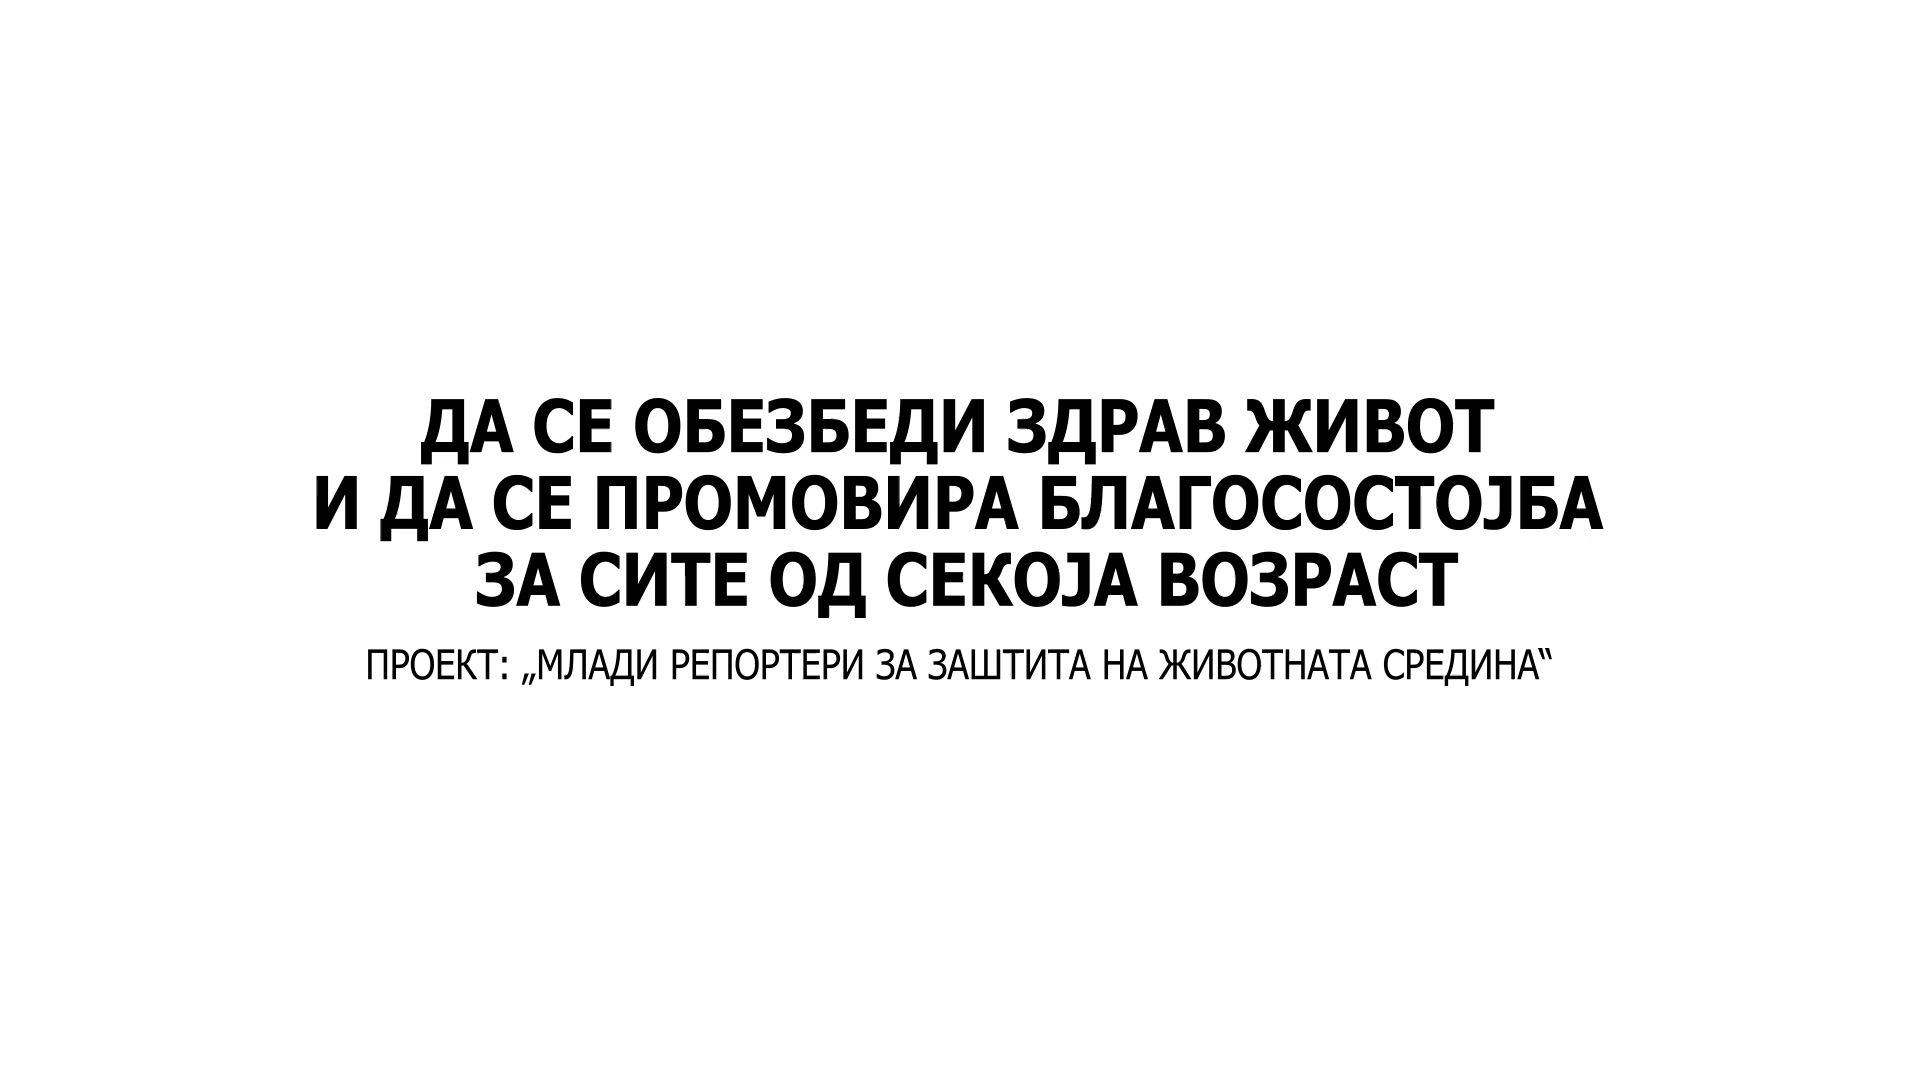 ДА СЕ ОБЕЗБЕДИ ЗДРАВ ЖИВОТ
И ДА СЕ ПРОМОВИРА БЛАГОСОСТОЈБА
ЗА СИТЕ ОД СЕКОЈА ВОЗРАСТ
ПРОЕКТ: „МЛАДИ РЕПОРТЕРИ ЗА ЗАШТИТА НА ЖИВОТНАТА СРЕДИНА“